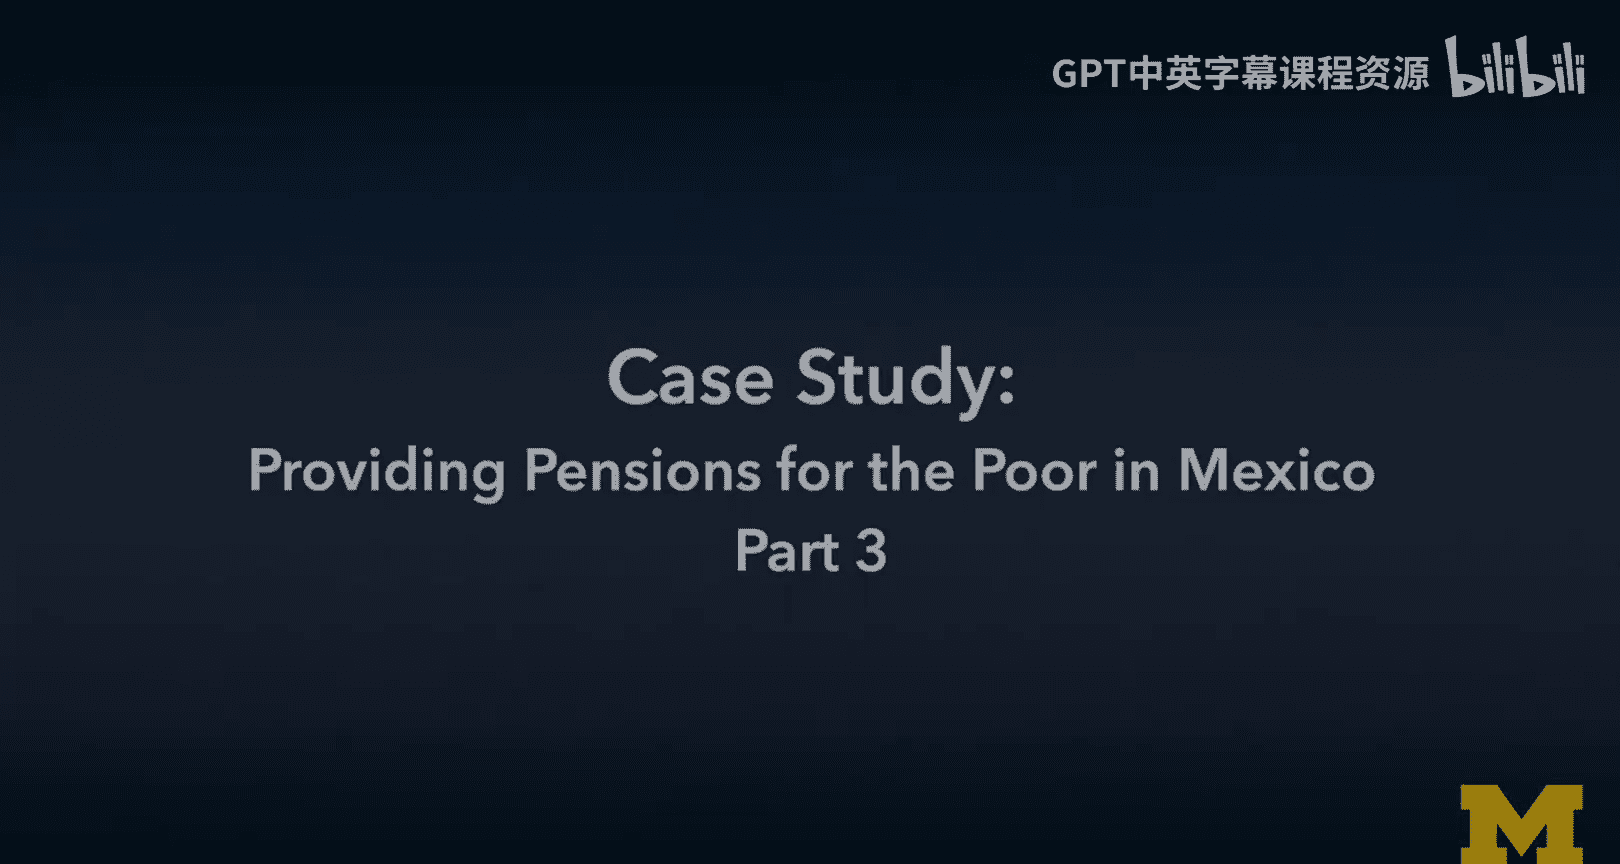 GPT中英字幕课程资源 bilibili
Case Study:
Providing Pensions for the Poor in Mexico
Part 3
M